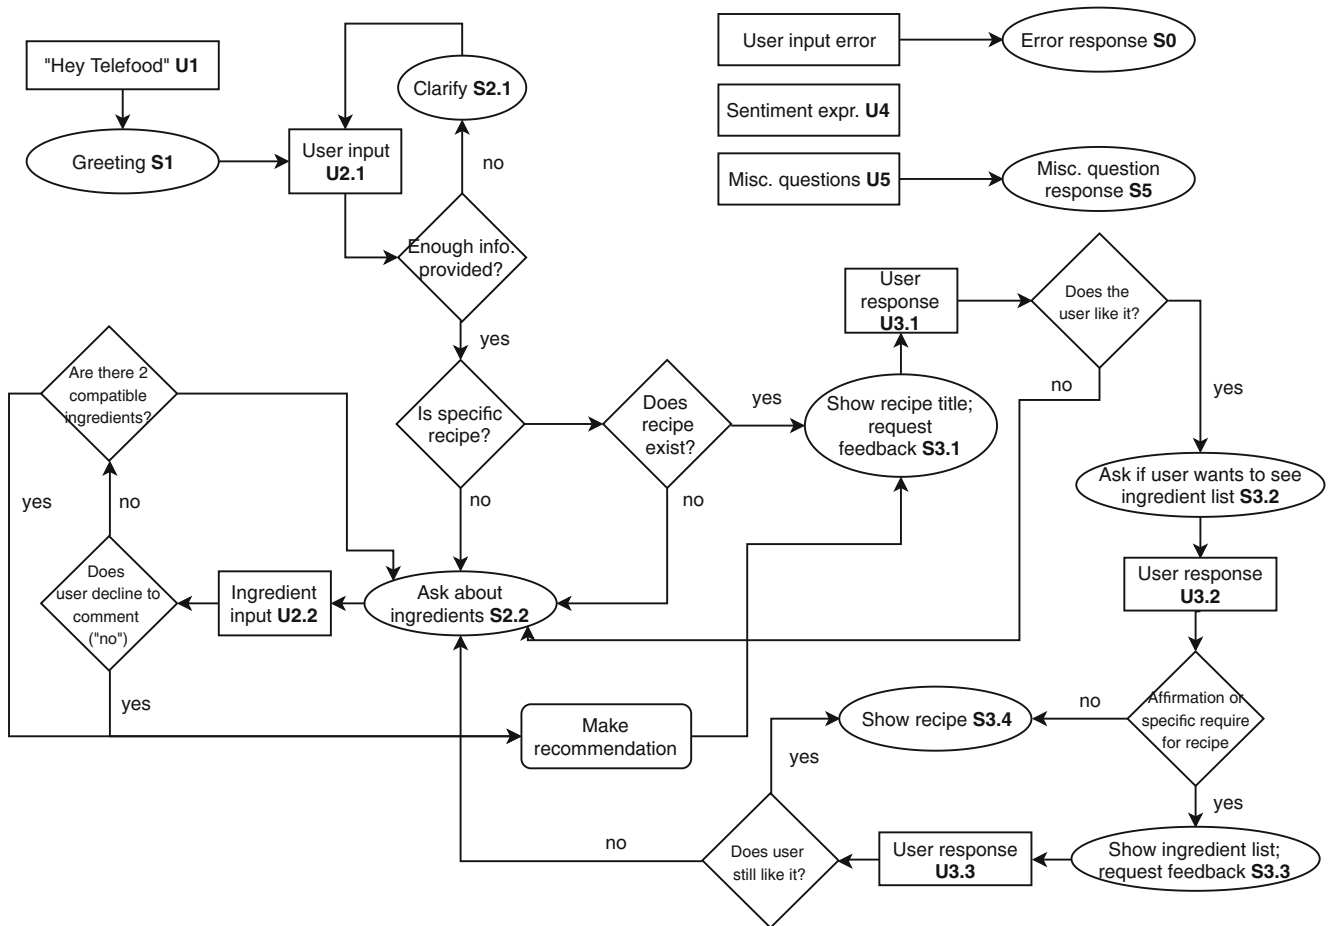 "Hey Telefood" U1
Greeting S1
User input
U2.1
Clarify S2.1
no
Enough info.
provided?
yes
User input error
Error response S0
Sentiment expr. U4
Misc. questions U5
Misc. question
response S5
User
response
U3.1
Does the
user like it?
no
yes
Are there 2
compatible
ingredients?
Is specific
recipe?
Does
recipe
exist?
yes
Show recipe title;
request
feedback S3.1
Ask if user wants to see
ingredient list S3.2
yes
no
no
no
Does
user decline to
comment
("no")
Ingredient
input U2.2
Ask about
ingredients S2.2
User response
U3.2
yes
Make
recommendation
Show recipe S3.4
no
Affirmation or
specific require
for recipe
yes
yes
no
Does user
still like it?
User response
U3.3
Show ingredient list;
request feedback S3.3